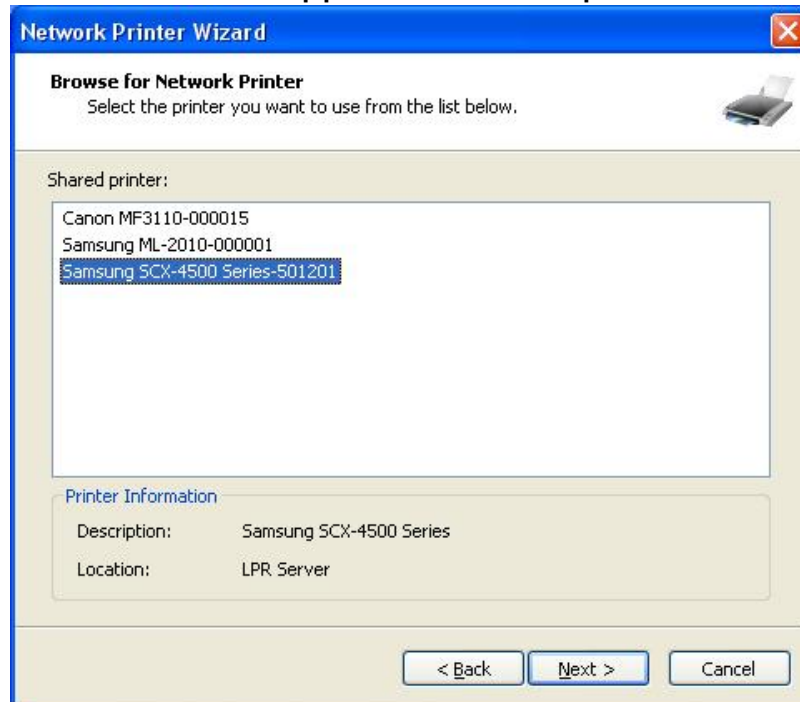 Network Printer Wizard
Browse for Network Printer
Select the printer you want to use from the list below.
Shared printer:
Canon MF3110-000015
Samsung ML-2010-000001
Samsung SCX-4500 Series-501201
Printer Information
Description: Samsung SCX-4500 Series
Location: LPR Server
< Back Next > Cancel